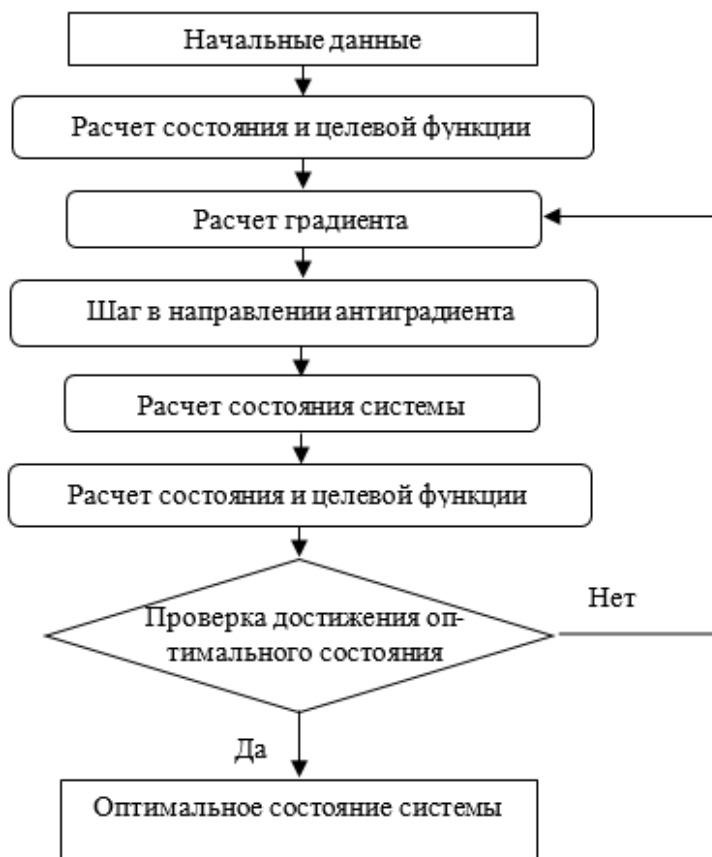 Начальные данные
Расчет состояния и целевой функции
Расчет градиента
Шаг в направлении антиградиента
Расчет состояния системы
Расчет состояния и целевой функции
Проверка достижения оп-
тимального состояния
Нет
Да
Оптимальное состояние системы